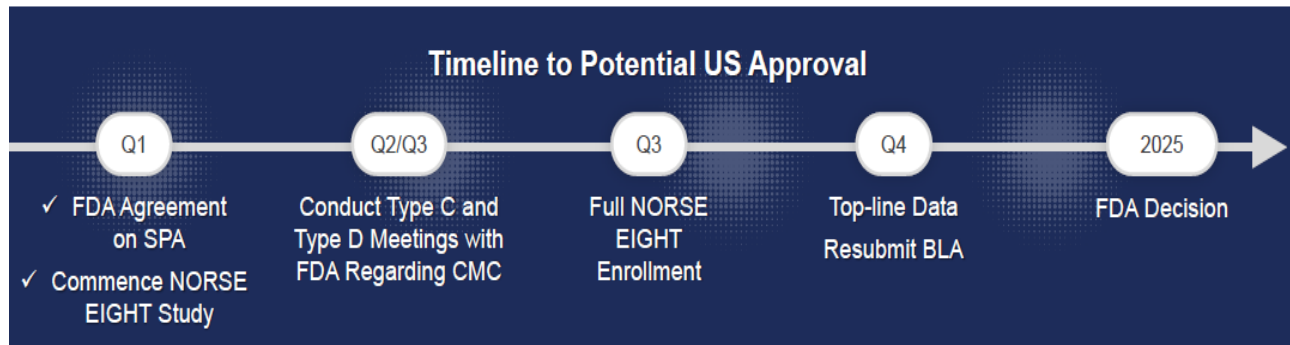 Timeline to Potential US Approval
Q1
Q2/Q3
Q3
Q4
2025
✓ FDA Agreement
on SPA
✓ Commence NORSE
EIGHT Study
Conduct Type C and
Type D Meetings with
FDA Regarding CMC
Full NORSE
EIGHT
Enrollment
Top-line Data
Resubmit BLA
FDA Decision